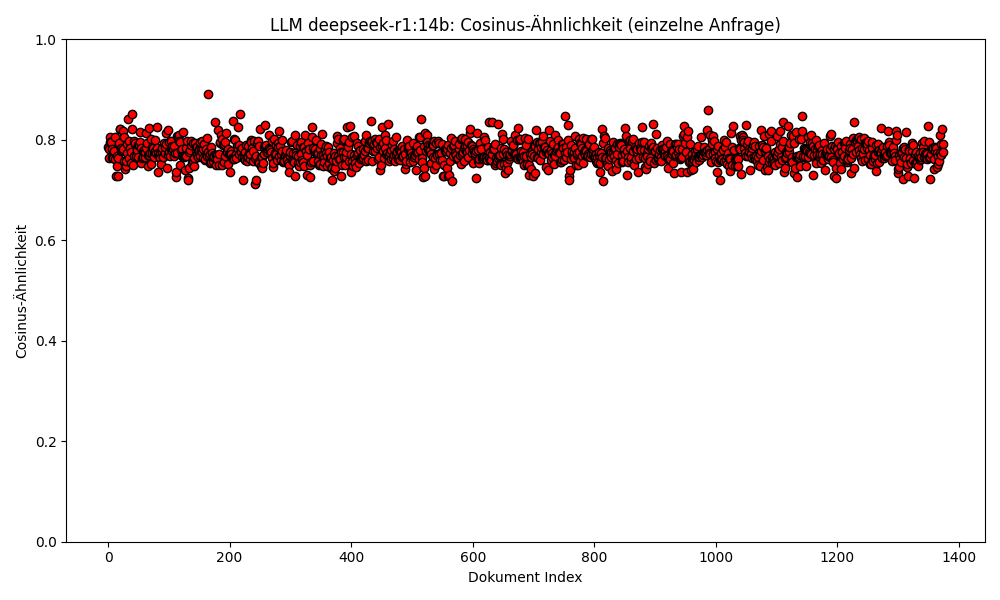 LLM deepseek-r1:14b: Cosinus-Ähnlichkeit (einzelne Anfrage)
1.0
0.8
0.6
0.4
0.2
0.0
Cosinus-Ähnlichkeit
0 200 400 600 800 1000 1200 1400
Dokument Index